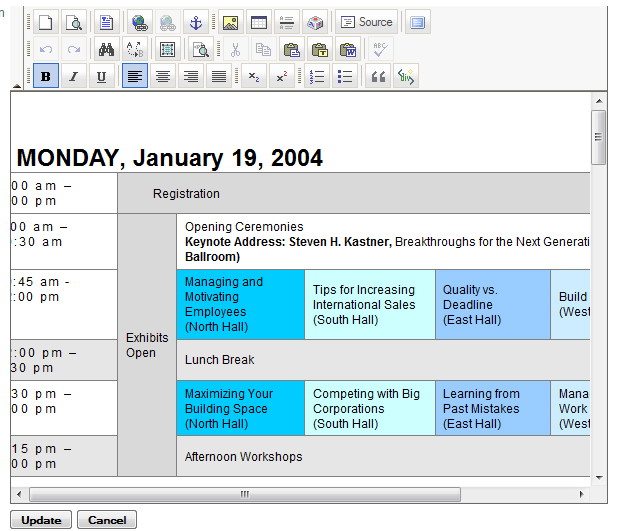 Source
ABC
B I U
MONDAY, January 19, 2004
00 am –
00 pm
Registration
00 am –
:30 am
Opening Ceremonies
Keynote Address: Steven H. Kastner, Breakthroughs for the Next Generati
Ballroom)
:45 am -
:00 pm
Managing and
Motivating
Employees
(North Hall)
Tips for Increasing
International Sales
(South Hall)
Quality vs.
Deadline
(East Hall)
Build
(West
Exhibits
Open
:00 pm –
30 pm
Lunch Break
30 pm –
00 pm
Maximizing Your
Building Space
(North Hall)
Competing with Big
Corporations
(South Hall)
Learning from
Past Mistakes
(East Hall)
Mana
Work
(West
15 pm –
00 pm
Afternoon Workshops
Update
Cancel